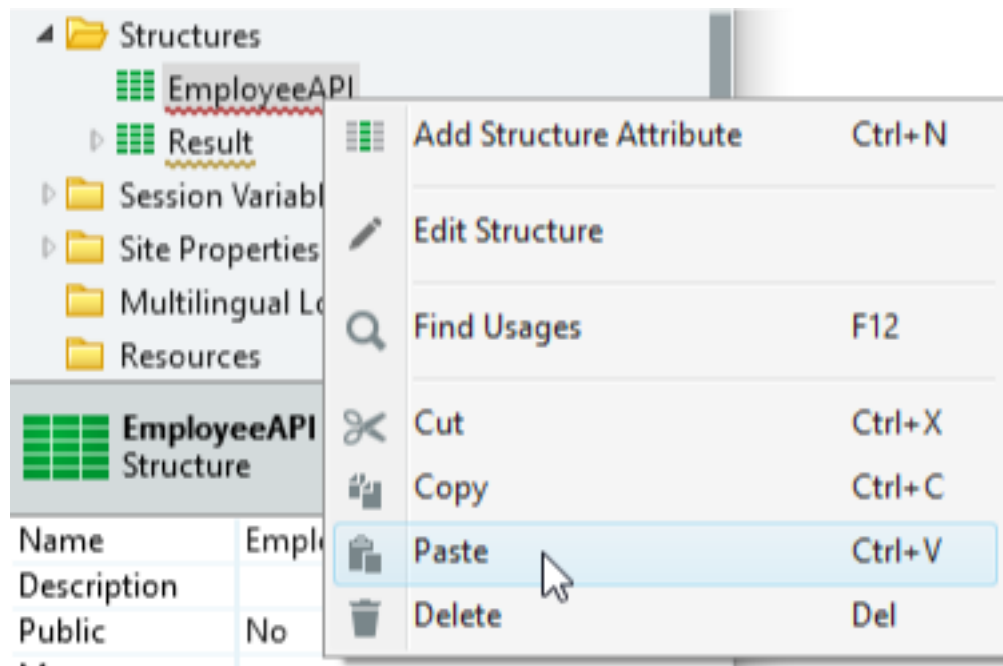 Structures
EmployeeAPI
Result
Session Variabl
Site Properties
Multilingual Lo
Resources
EmployeeAPI
Structure
Name Emplo
Description
Public No
Add Structure Attribute Ctrl+N
Edit Structure
Find Usages F12
Cut Ctrl+X
Copy Ctrl+C
Paste Ctrl+V
Delete Del